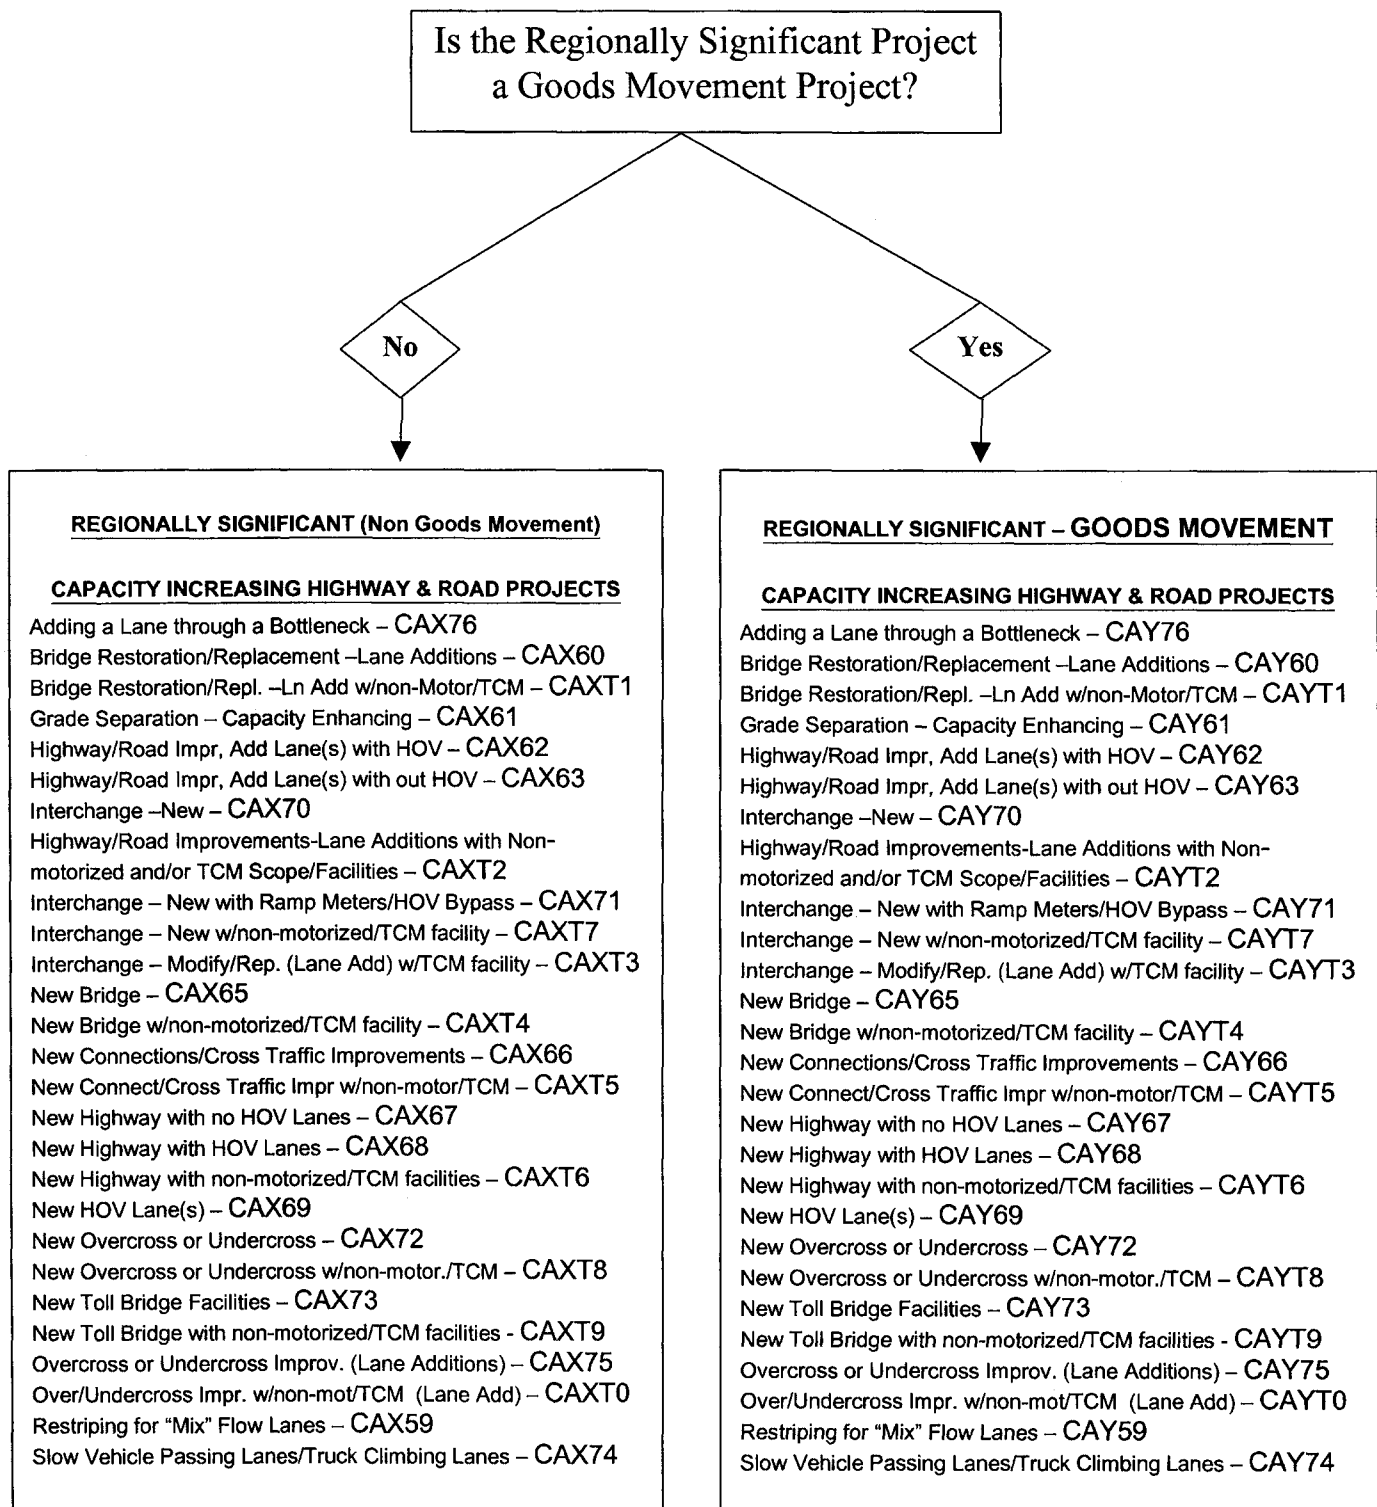 Is the Regionally Significant Project
a Goods Movement Project?
No
Yes
REGIONALLY SIGNIFICANT (Non Goods Movement)
CAPACITY INCREASING HIGHWAY & ROAD PROJECTS
Adding a Lane through a Bottleneck – CAX76
Bridge Restoration/Replacement –Lane Additions – CAX60
Bridge Restoration/Repl. –Ln Add w/non-Motor/TCM – CAXT1
Grade Separation – Capacity Enhancing – CAX61
Highway/Road Impr, Add Lane(s) with HOV – CAX62
Highway/Road Impr, Add Lane(s) with out HOV – CAX63
Interchange –New – CAX70
Highway/Road Improvements-Lane Additions with Non-
motorized and/or TCM Scope/Facilities – CAXT2
Interchange – New with Ramp Meters/HOV Bypass – CAX71
Interchange – New w/non-motorized/TCM facility – CAXT7
Interchange – Modify/Rep. (Lane Add) w/TCM facility – CAXT3
New Bridge – CAX65
New Bridge w/non-motorized/TCM facility – CAXT4
New Connections/Cross Traffic Improvements – CAX66
New Connect/Cross Traffic Impr w/non-motor/TCM – CAXT5
New Highway with no HOV Lanes – CAX67
New Highway with HOV Lanes – CAX68
New Highway with non-motorized/TCM facilities – CAXT6
New HOV Lane(s) – CAX69
New Overcross or Undercross – CAX72
New Overcross or Undercross w/non-motor./TCM – CAXT8
New Toll Bridge Facilities – CAX73
New Toll Bridge with non-motorized/TCM facilities - CAXT9
Overcross or Undercross Improv. (Lane Additions) – CAX75
Over/Undercross Impr. w/non-mot/TCM (Lane Add) – CAXT0
Restriping for “Mix” Flow Lanes – CAX59
Slow Vehicle Passing Lanes/Truck Climbing Lanes – CAX74
REGIONALLY SIGNIFICANT – GOODS MOVEMENT
CAPACITY INCREASING HIGHWAY & ROAD PROJECTS
Adding a Lane through a Bottleneck – CAY76
Bridge Restoration/Replacement –Lane Additions – CAY60
Bridge Restoration/Repl. –Ln Add w/non-Motor/TCM – CAYT1
Grade Separation – Capacity Enhancing – CAY61
Highway/Road Impr, Add Lane(s) with HOV – CAY62
Highway/Road Impr, Add Lane(s) with out HOV – CAY63
Interchange –New – CAY70
Highway/Road Improvements-Lane Additions with Non-
motorized and/or TCM Scope/Facilities – CAYT2
Interchange – New with Ramp Meters/HOV Bypass – CAY71
Interchange – New w/non-motorized/TCM facility – CAYT7
Interchange – Modify/Rep. (Lane Add) w/TCM facility – CAYT3
New Bridge – CAY65
New Bridge w/non-motorized/TCM facility – CAYT4
New Connections/Cross Traffic Improvements – CAY66
New Connect/Cross Traffic Impr w/non-motor/TCM – CAYT5
New Highway with no HOV Lanes – CAY67
New Highway with HOV Lanes – CAY68
New Highway with non-motorized/TCM facilities – CAYT6
New HOV Lane(s) – CAY69
New Overcross or Undercross – CAY72
New Overcross or Undercross w/non-motor./TCM – CAYT8
New Toll Bridge Facilities – CAY73
New Toll Bridge with non-motorized/TCM facilities - CAYT9
Overcross or Undercross Improv. (Lane Additions) – CAY75
Over/Undercross Impr. w/non-mot/TCM (Lane Add) – CAYT0
Restriping for “Mix” Flow Lanes – CAY59
Slow Vehicle Passing Lanes/Truck Climbing Lanes – CAY74